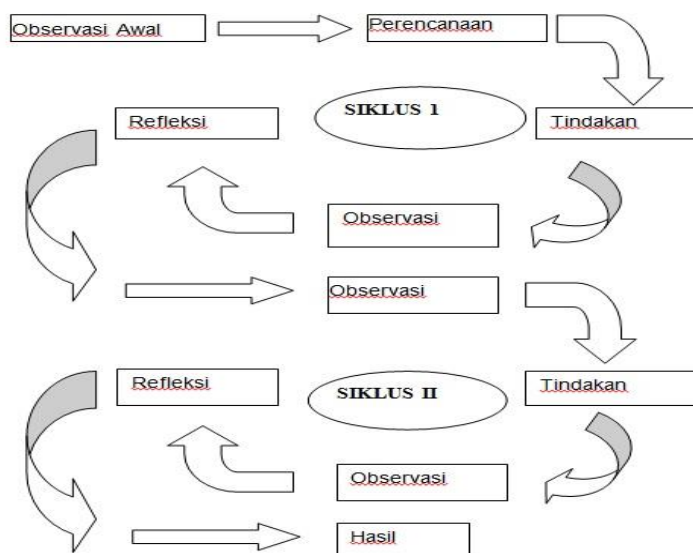 Observasi Awal
Perencanaan
Refleksi
SIKLUS 1
Tindakan
Observasi
Observasi
Refleksi
SIKLUS II
Tindakan
Observasi
Hasil